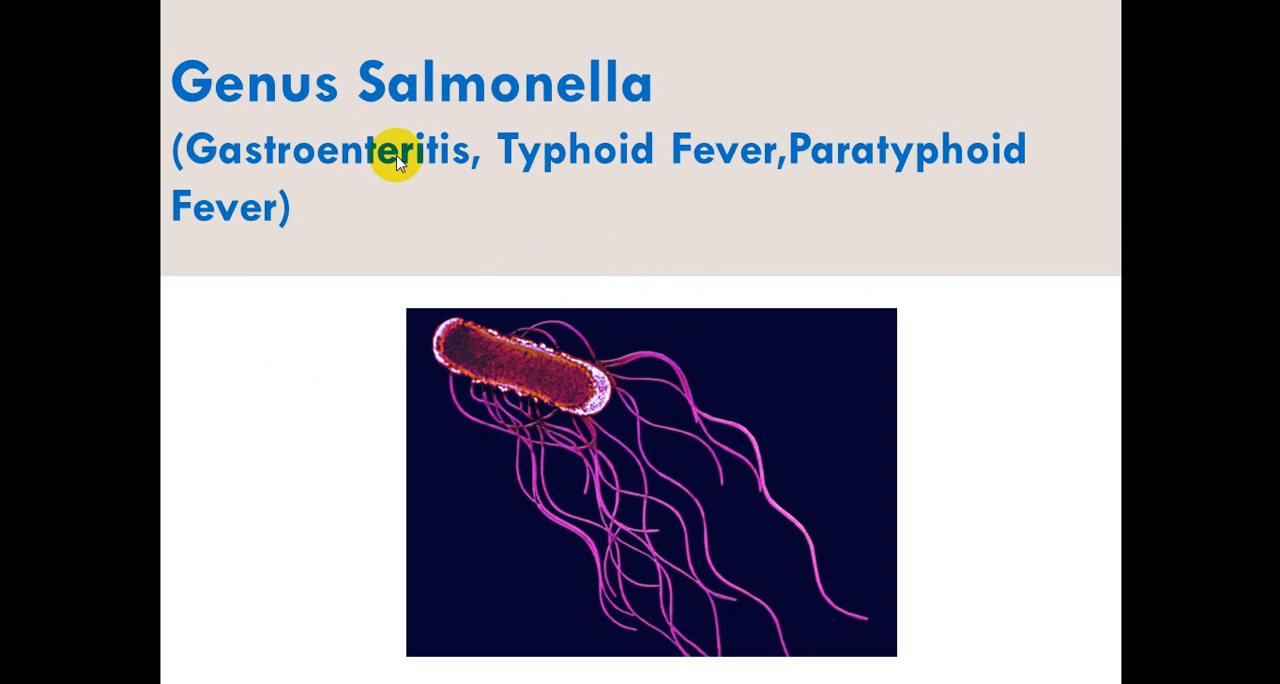 Genus Salmonella
(Gastroenteritis, Typhoid Fever,Paratyphoid
Fever)